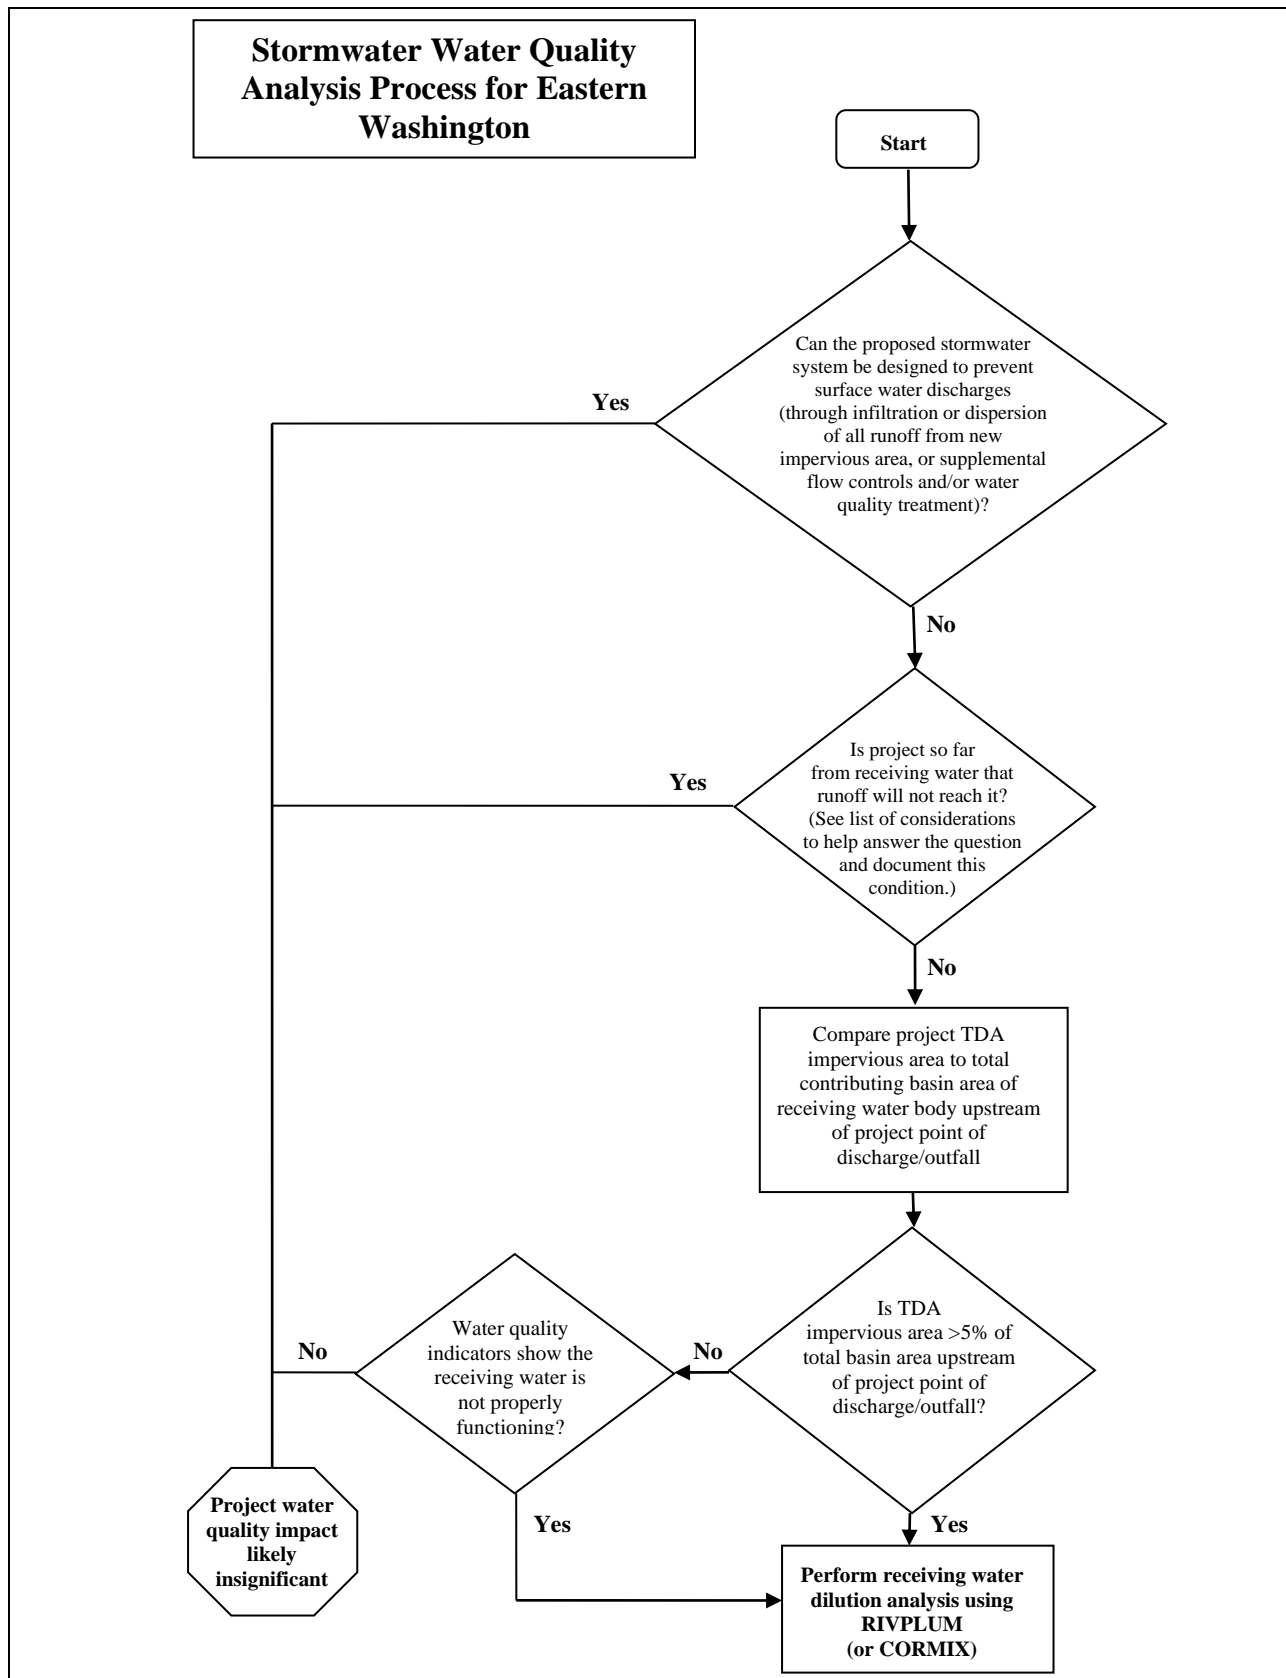 Stormwater Water Quality
Analysis Process for Eastern
Washington
Start
Can the proposed stormwater
system be designed to prevent
surface water discharges
(through infiltration or dispersion
of all runoff from new
impervious area, or supplemental
flow controls and/or water
quality treatment)?
Yes
No
Is project so far
from receiving water that
runoff will not reach it?
(See list of considerations
to help answer the question
and document this
condition.)
Yes
No
Compare project TDA
impervious area to total
contributing basin area of
receiving water body upstream
of project point of
discharge/outfall
Is TDA
impervious area >5% of
total basin area upstream
of project point of
discharge/outfall?
No
Yes
Water quality
indicators show the
receiving water is
not properly
functioning?
No
Yes
Project water
quality impact
likely
insignificant
Perform receiving water
dilution analysis using
RIVPLUM
(or CORMIX)